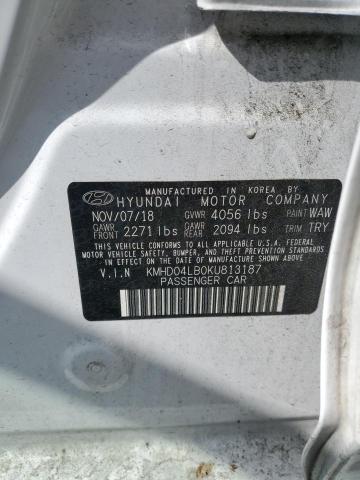 MANUFACTURED IN KOREA BY
HYUNDAI MOTOR COMPANY
NOV/07/18 GVWR 4056 lbs PAINT WAW
GAWR FRONT 2271 lbs GAWR REAR 2094 lbs TRIM TRY
THIS VEHICLE CONFORMS TO ALL APPLICABLE U.S.A. FEDERAL
MOTOR VEHICLE SAFETY, BUMPER, AND THEFT PREVENTION
STANDARDS IN EFFECT ON THE DATE OF MANUFACTURE SHOWN ABOVE.
V.I.N KMHD04LB0KU813187
PASSENGER CAR